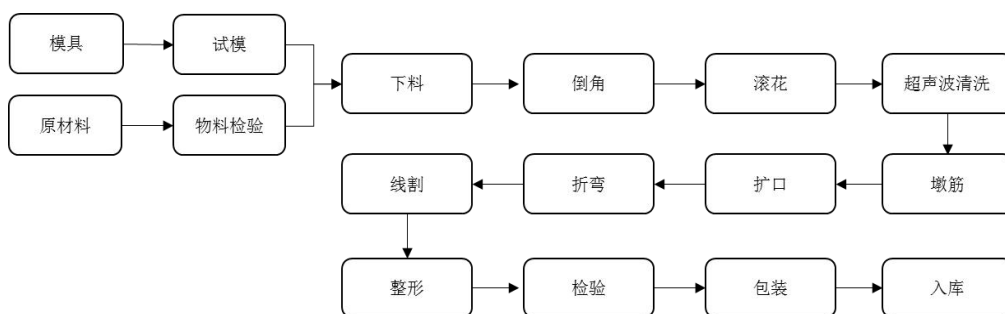 模具
试模
原材料
物料检验
下料
倒角
滚花
超声波清洗
墩筋
扩口
折弯
线割
整形
检验
包装
入库